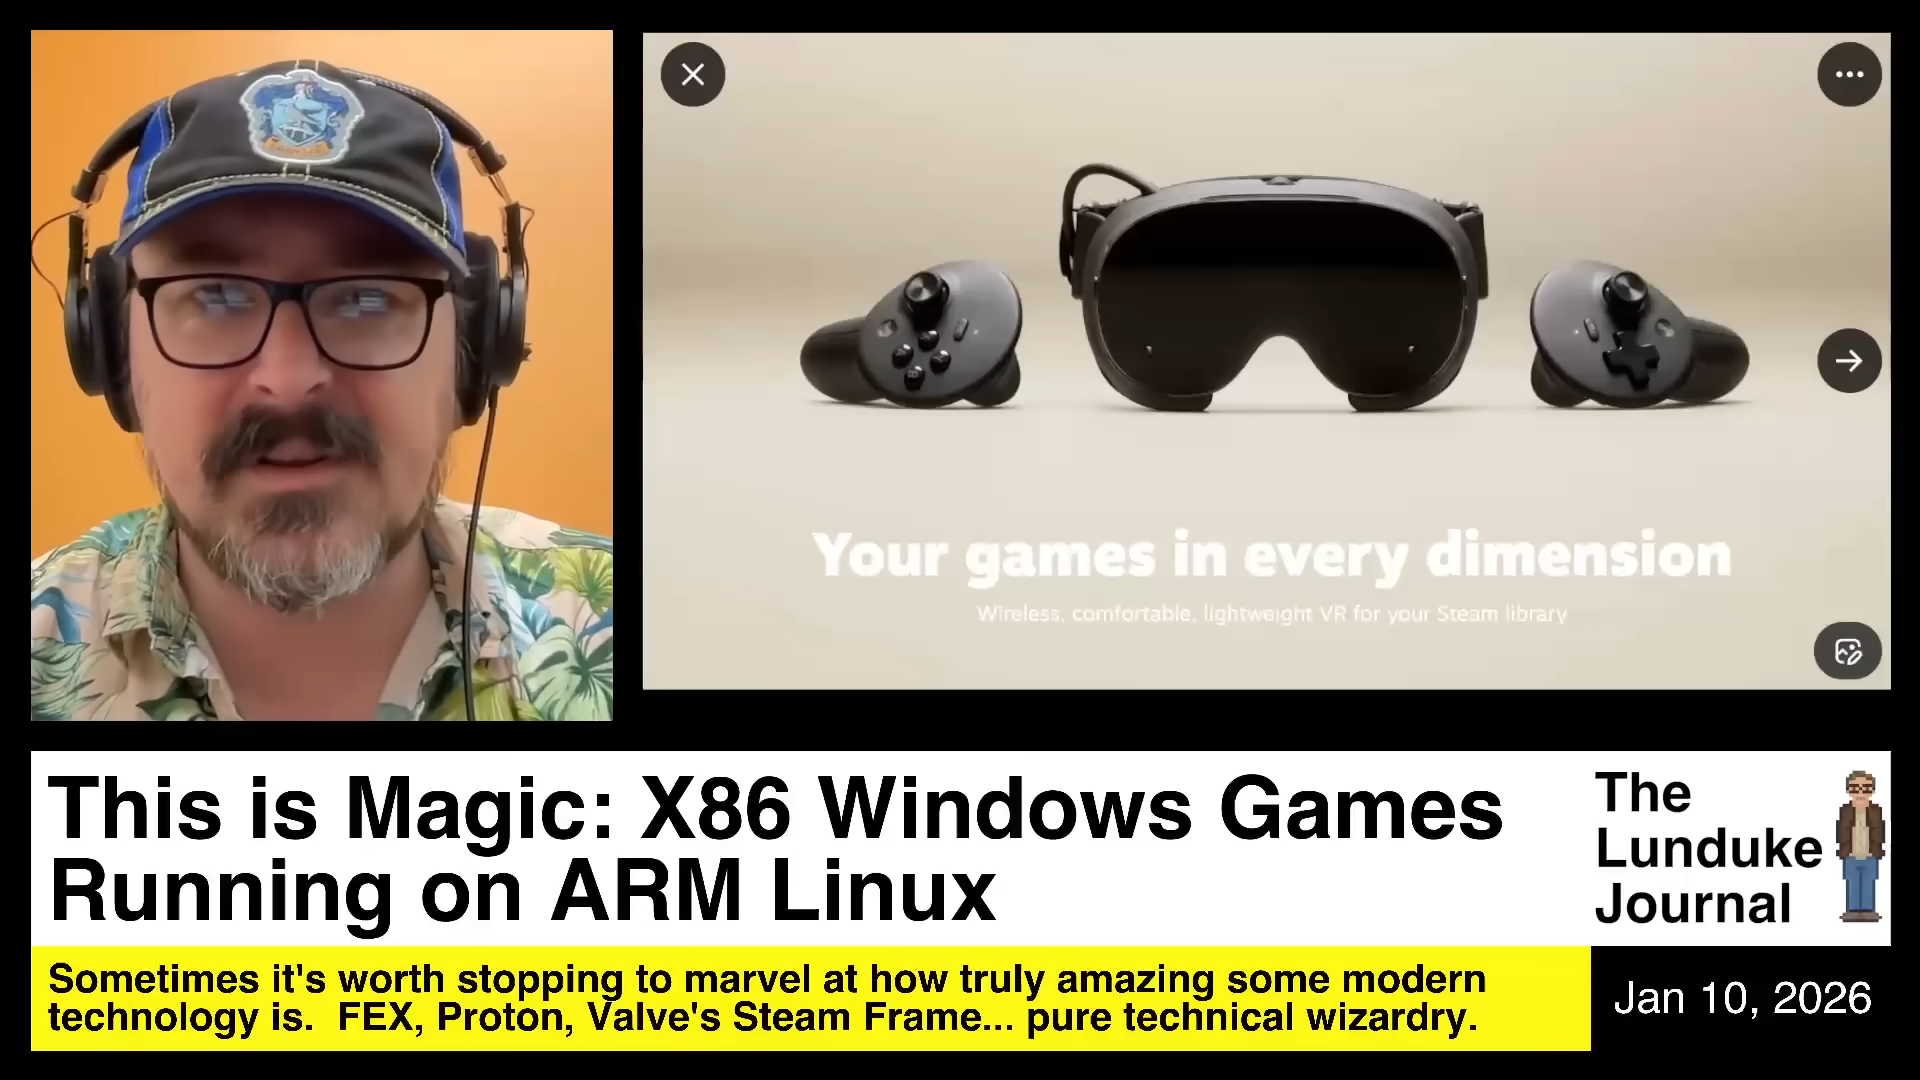 Your games in every dimension
Wireless, comfortable, lightweight VR for your Steam library
This is Magic: X86 Windows Games
Running on ARM Linux
The
Lunduke
Journal
Sometimes it's worth stopping to marvel at how truly amazing some modern
technology is.  FEX, Proton, Valve's Steam Frame... pure technical wizardry.
Jan 10, 2026